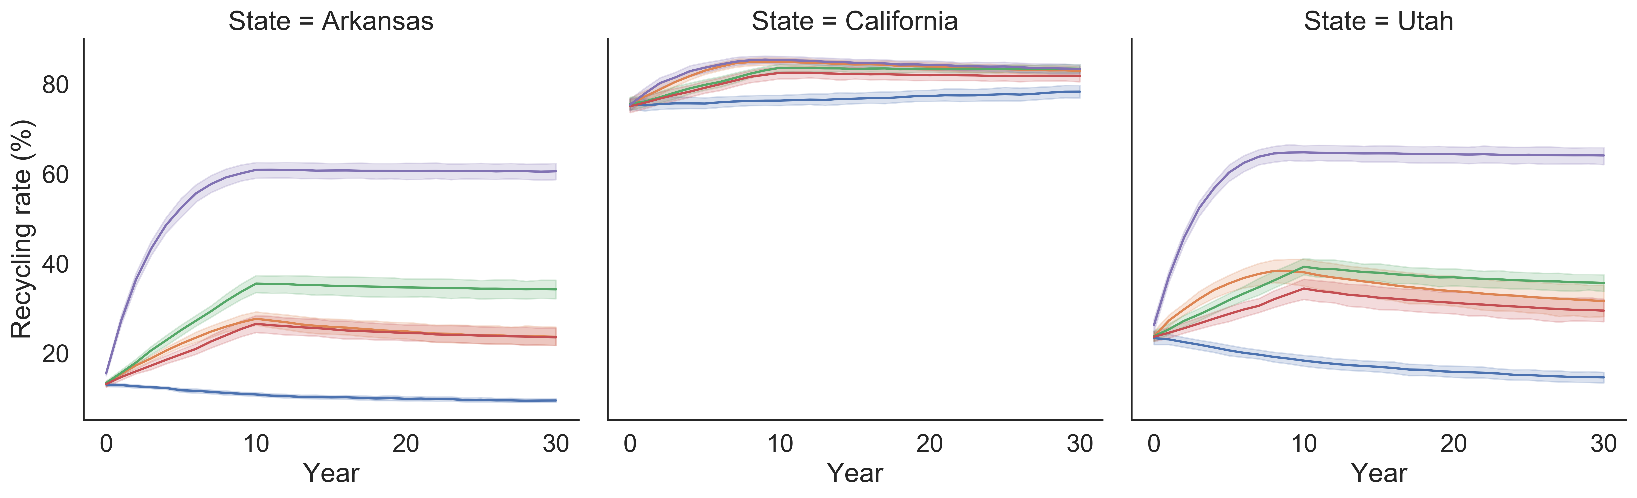 State = Arkansas
State = California
State = Utah
Recycling rate (%)
80
60
40
20
0 10 20 30
0 10 20 30
0 10 20 30
Year
Year
Year